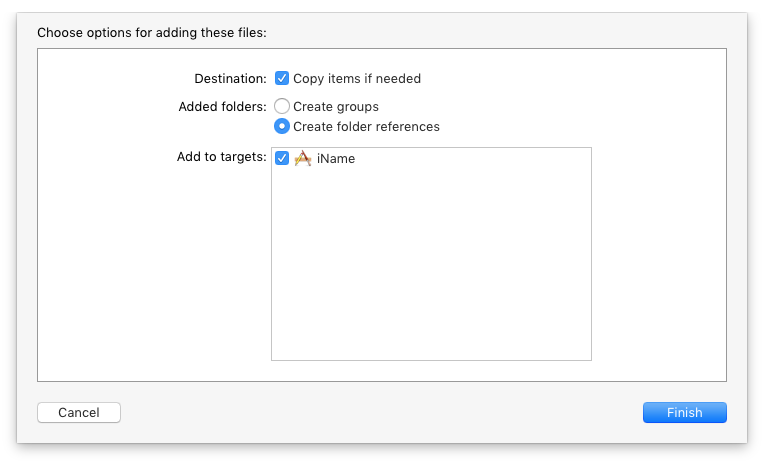 Choose options for adding these files:
Destination: Copy items if needed
Added folders: Create groups
Create folder references
Add to targets: iName
Cancel Finish